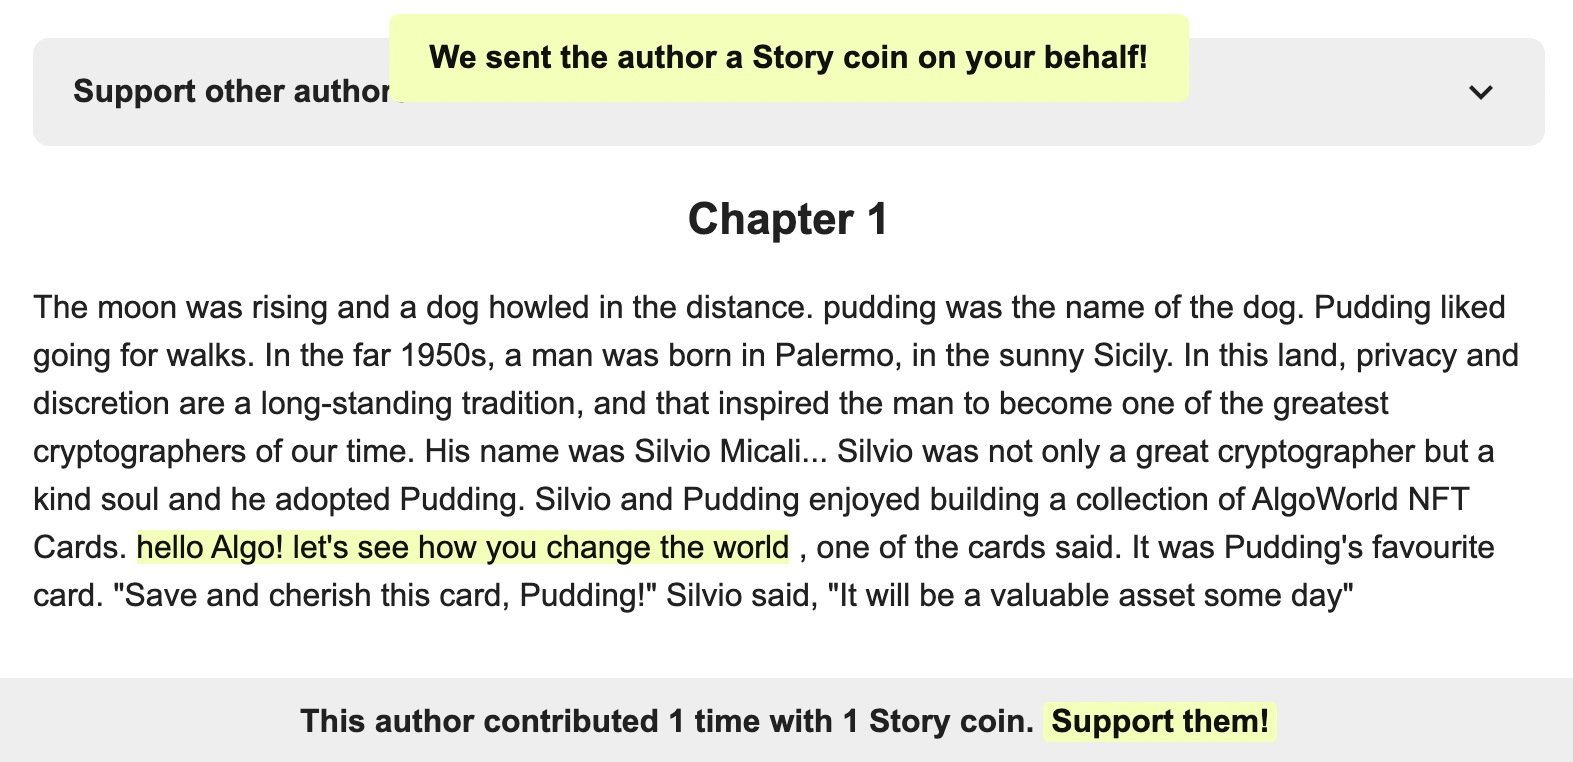 We sent the author a Story coin on your behalf!
Support other author
Chapter 1
The moon was rising and a dog howled in the distance. pudding was the name of the dog. Pudding liked
going for walks. In the far 1950s, a man was born in Palermo, in the sunny Sicily. In this land, privacy and
discretion are a long-standing tradition, and that inspired the man to become one of the greatest
cryptographers of our time. His name was Silvio Micali... Silvio was not only a great cryptographer but a
kind soul and he adopted Pudding. Silvio and Pudding enjoyed building a collection of AlgoWorld NFT
Cards. hello Algo! let's see how you change the world , one of the cards said. It was Pudding's favourite
card. "Save and cherish this card, Pudding!" Silvio said, "It will be a valuable asset some day"
This author contributed 1 time with 1 Story coin. Support them!